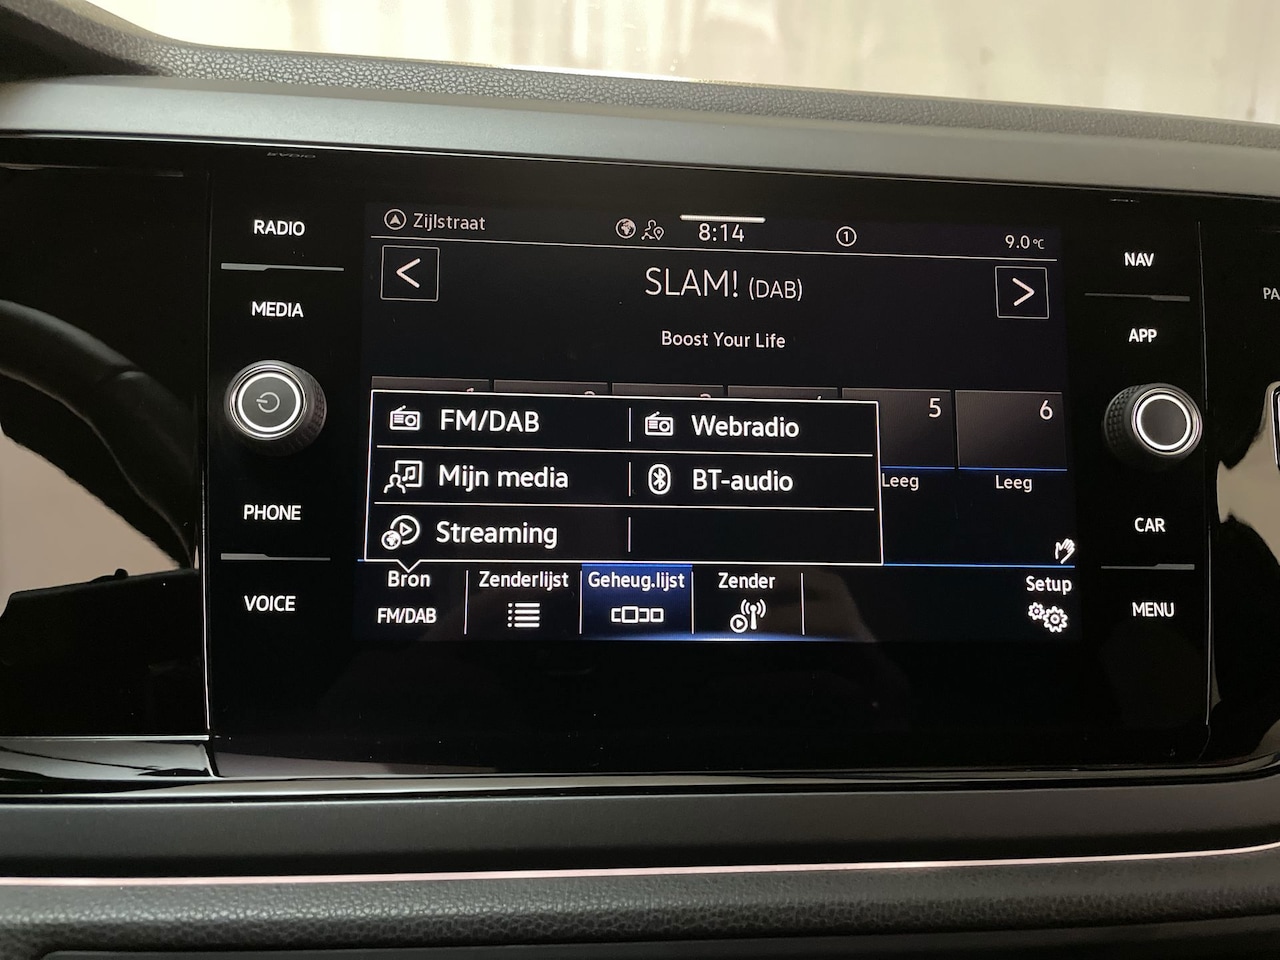 RADIO
MEDIA
PHONE
VOICE
Zijlstraat
8:14
1
9.0 °C
<
SLAM! (DAB)
>
Boost Your Life
5
6
Leeg
Leeg
FM/DAB
Webradio
Mijn media
BT-audio
Streaming
Bron
FM/DAB
Zenderlijst
Geheug.lijst
Zender
Setup
NAV
APP
CAR
MENU
PA